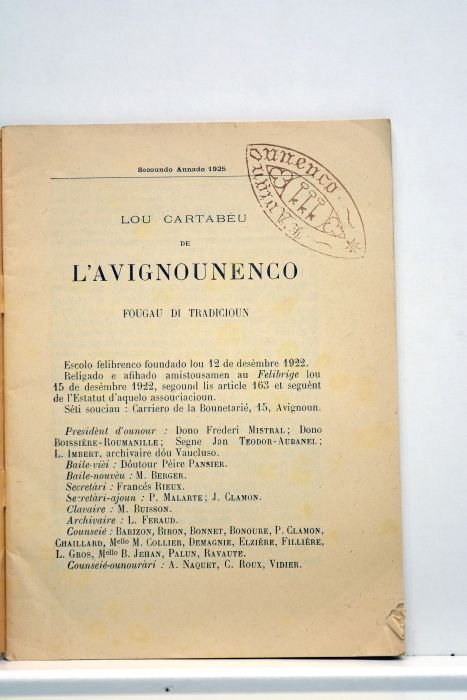 Secoundo Annado 1925
L'Avignounenco
LOU CARTABÈU
DE
L'AVIGNOUNENCO
FOUGAU DI TRADICIOUN
Escolo felibrenco foundado lou 12 de desèmbre 1922.
Religado e afihado amistousamen au Felibrige lou
15 de desèmbre 1922, segound lis article 163 et seguènt
de l'Estatut d'aquelo assouciacioun.
Sèti souciau : Carriero de la Bounetarié, 15, Avignoun.
Presidènt d'ounour : Dono Frederi MISTRAL ; Dono
BOISSIÈRE-ROUMANILLE ; Segne Jan TEODOR-AUBANEL ;
L. IMBERT, archivaire dóu Vaucluso.
Baile-vièi : Dóutour Pèire PANSIER.
Baile-nouvèu : M. BERGER.
Secretàri : Francés RIEUX.
Secretàri-ajoun : P. MALARTE ; J. CLAMON.
Clavaire : M. BUISSON.
Archivaire : L. FERAUD.
Counseié : BARIZON, BIRON, BONNET, BONOURE, P. CLAMON,
CHAILLARD, Mello M. COLLIER, DEMAGNIE, ELZIÈRE, FILLIÈRE,
L. GROS, Mello B. JEHAN, PALUN, RAVAUTE.
Counseié-ounouràri : A. NAQUET, C. ROUX, VIDIER.